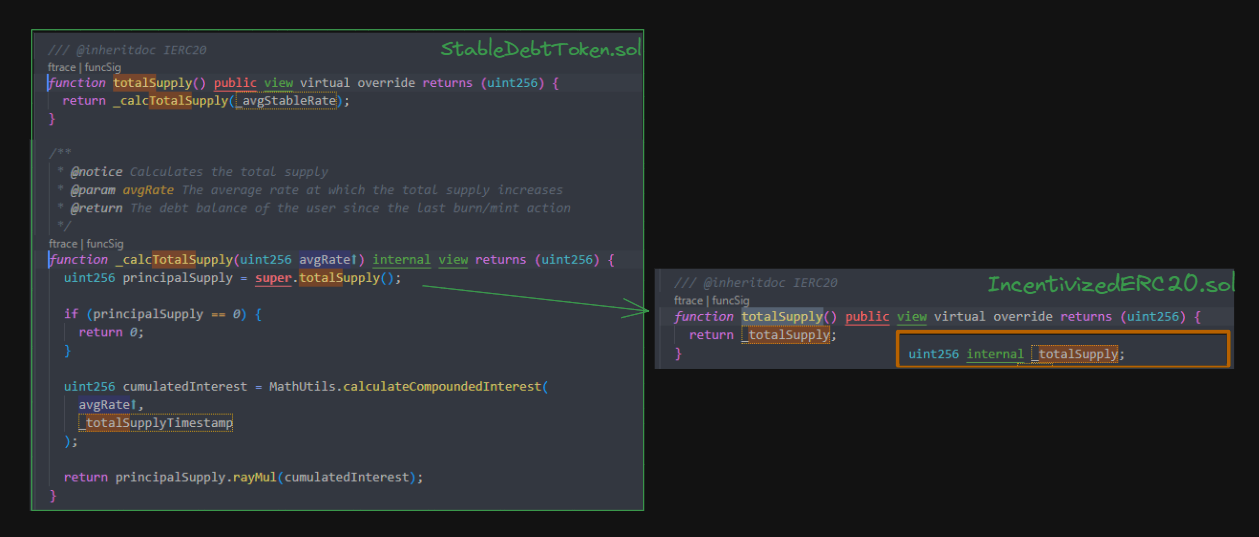 /// @inheritdoc IERC20
StableDebtToken.sol
ftrace | funcSig
function totalSupply() public view virtual override returns (uint256) {
return _calcTotalSupply(_avgStableRate);
}
/**
* @notice Calculates the total supply
* @param avgRate The average rate at which the total supply increases
* @return The debt balance of the user since the last burn/mint action
*/
ftrace | funcSig
function _calcTotalSupply(uint256 avgRate↑) internal view returns (uint256) {
uint256 principalSupply = super.totalSupply();
if (principalSupply == 0) {
return 0;
}
uint256 cumulatedInterest = MathUtils.calculateCompoundedInterest(
avgRate↑,
_totalSupplyTimestamp
);
return principalSupply.rayMul(cumulatedInterest);
}
/// @inheritdoc IERC20
IncentivizedERC20.sol
ftrace | funcSig
function totalSupply() public view virtual override returns (uint256) {
return _totalSupply;
}
uint256 internal _totalSupply;